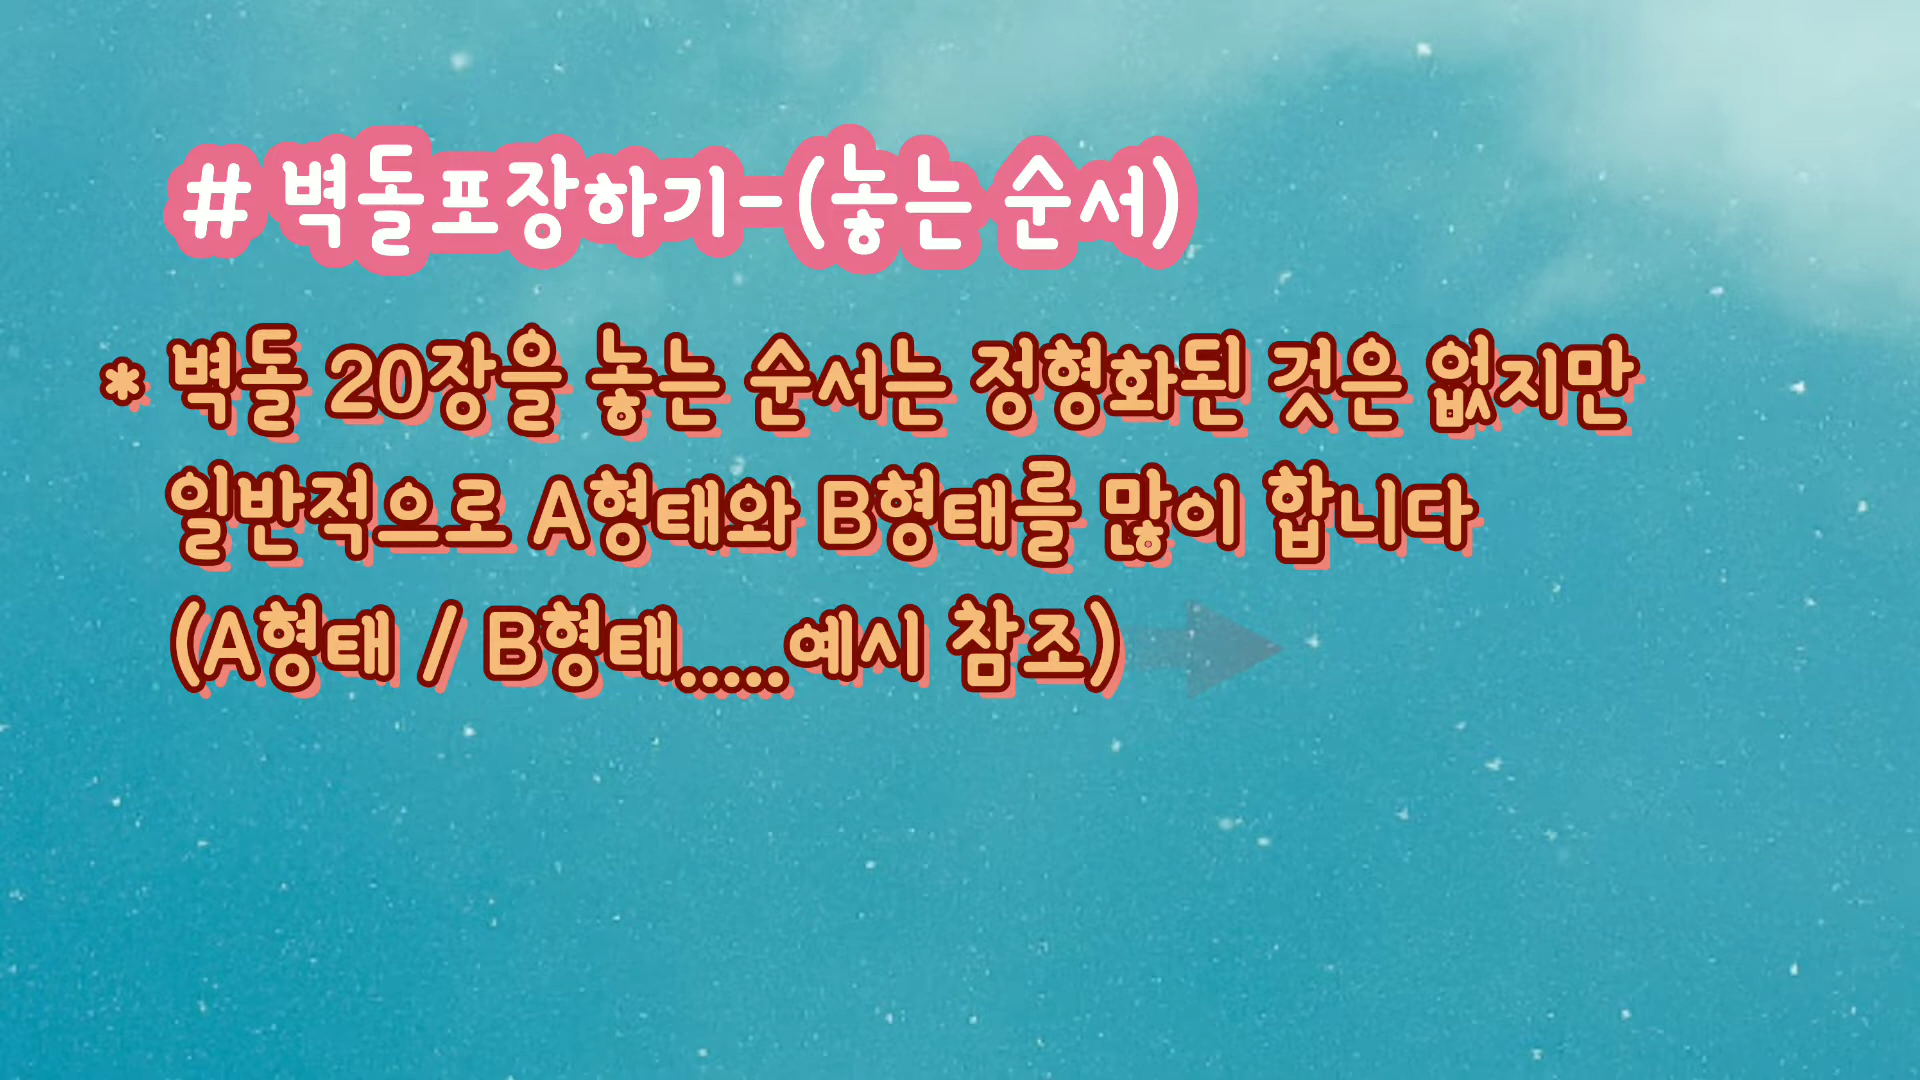 # 벽돌포장하기-(놓는 순서)
* 벽돌 20장을 놓는 순서는 정형화된 것은 없지만
일반적으로 A형태와 B형태를 많이 합니다
(A형태 / B형태.....예시 참조)